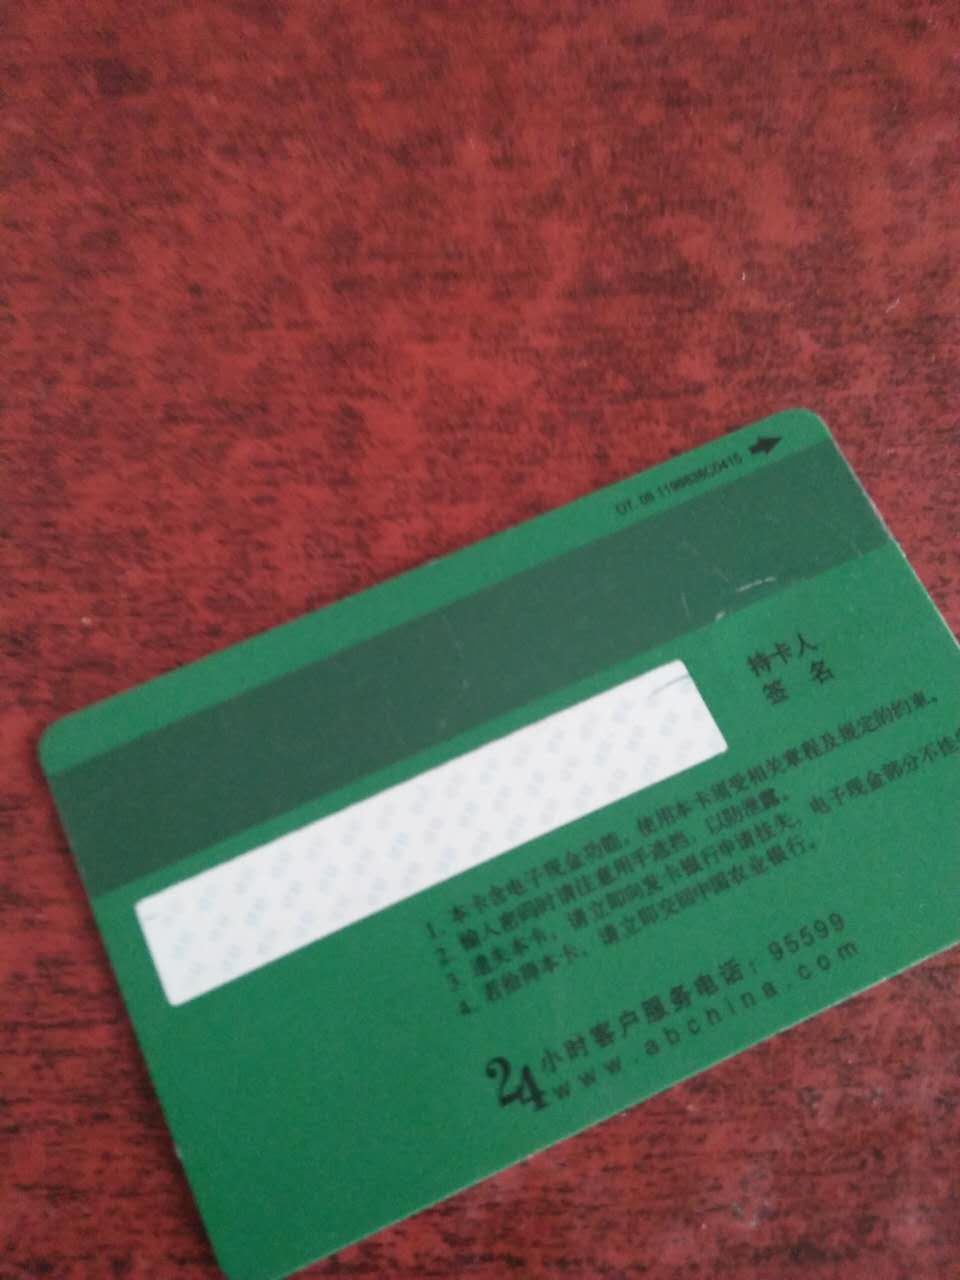 持卡人
签 名
1. 本卡含电子现金功能，使用本卡须受相关章程及规定的约束。
2. 输入密码时请注意用手遮挡，以防泄露。
3. 遗失本卡，请立即向发卡银行申请挂失，电子现金部分不挂
4. 若拾得本卡，请立即交回中国农业银行。
24小时客户服务电话：95599
www.abchina.com